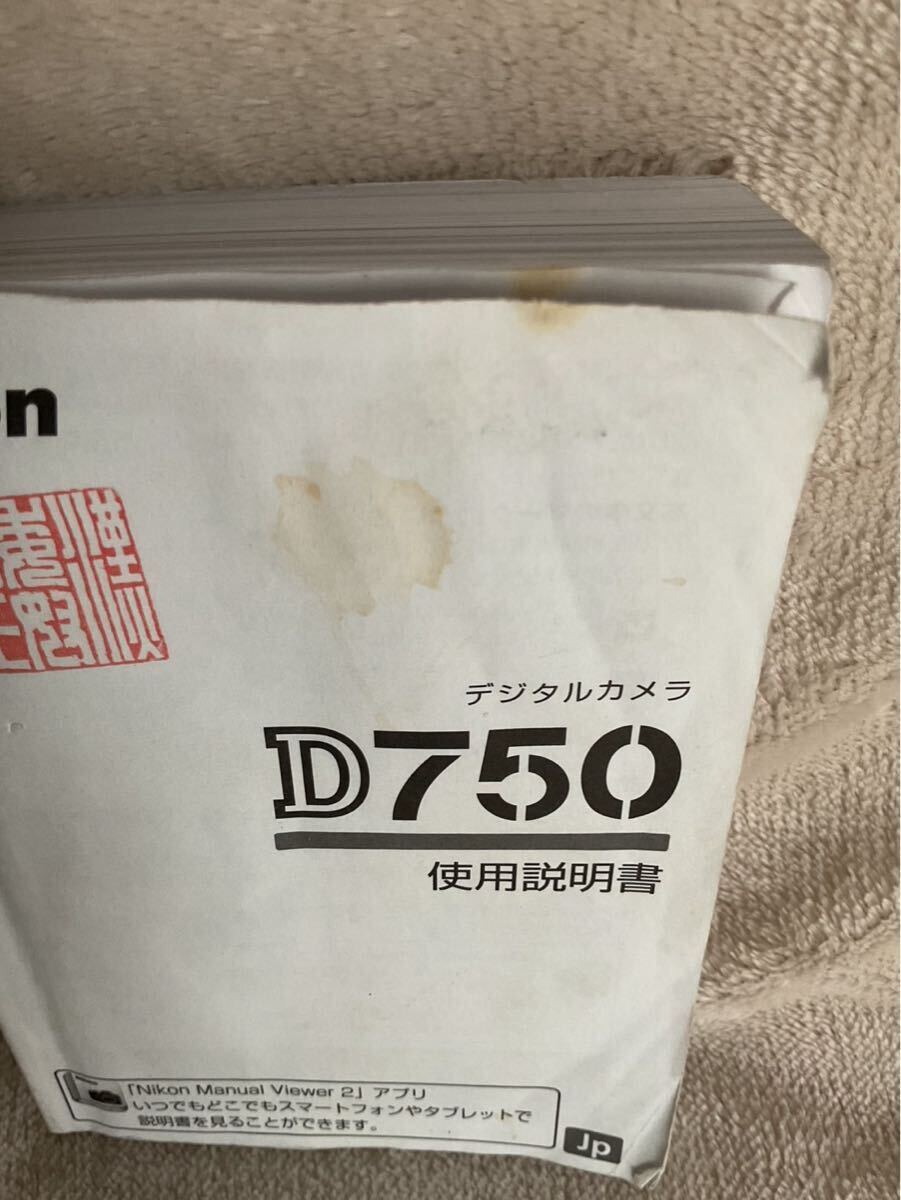 on
デジタルカメラ
D750
使用説明書
「Nikon Manual Viewer 2」アプリ
いつでもどこでもスマートフォンやタブレットで
説明書を見ることができます。
Jp